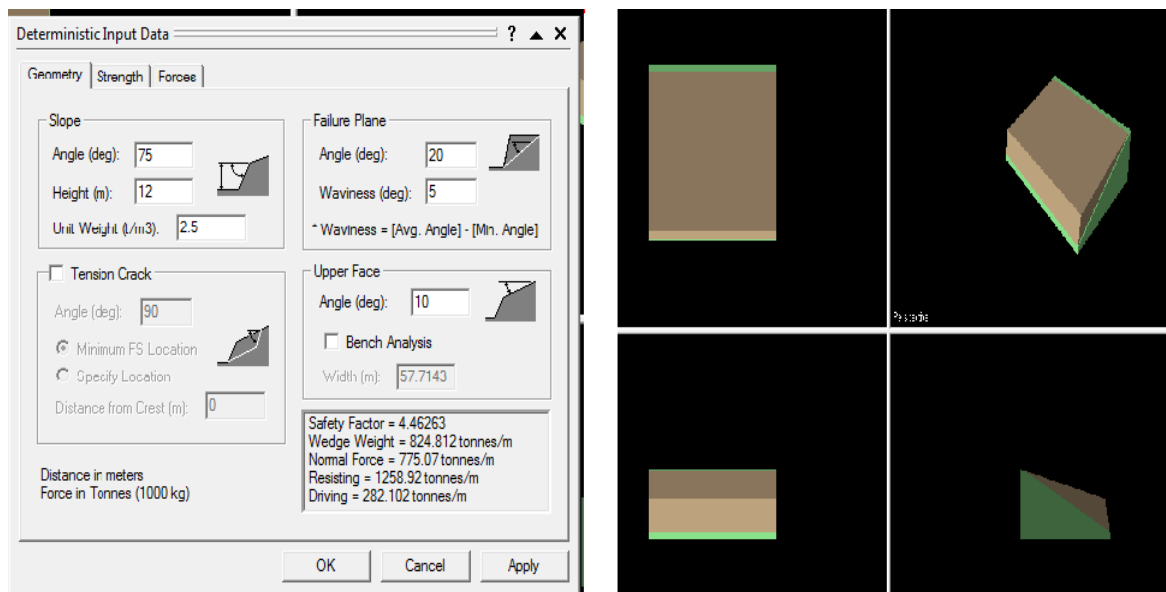 Deterministic Input Data
Geometry Strength Forces
Slope
Angle (deg): 75
Height (m): 12
Unit Weight (t/m3). 2.5
Failure Plane
Angle (deg): 20
Waviness (deg): 5
* Waviness = [Avg. Angle] - [Min. Angle]
Tension Crack
Angle (deg): 90
Minimum FS Location
Specify Location
Distance from Crest (m): 0
Upper Face
Angle (deg): 10
Bench Analysis
Width (m): 57.7143
Safety Factor = 4.46263
Wedge Weight = 824.812 tonnes/m
Normal Force = 775.07 tonnes/m
Resisting = 1258.92 tonnes/m
Driving = 282.102 tonnes/m
Distance in meters
Force in Tonnes (1000 kg)
OK Cancel Apply